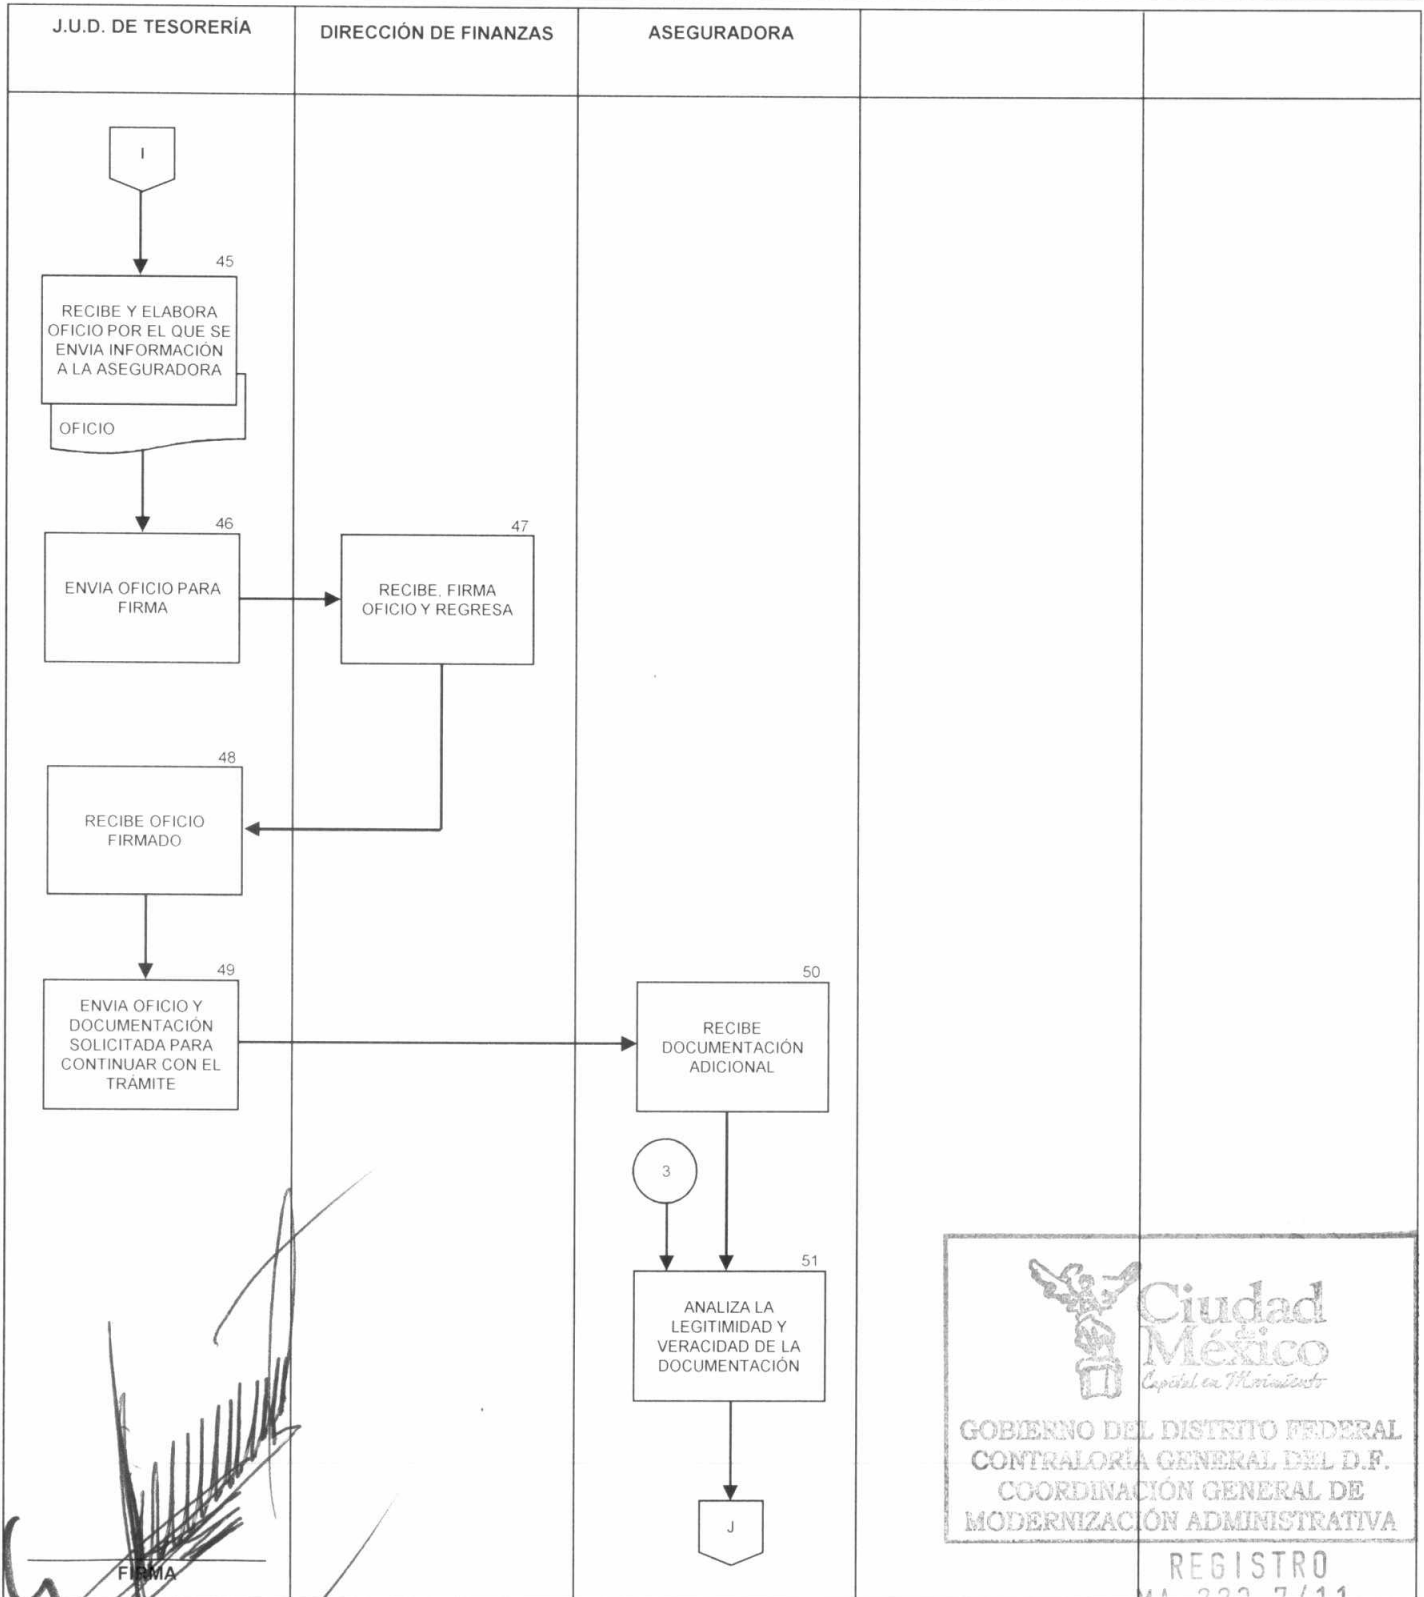 J.U.D. DE TESORERÍA
DIRECCIÓN DE FINANZAS
ASEGURADORA
I
45
RECIBE Y ELABORA
OFICIO POR EL QUE SE
ENVIA INFORMACIÓN
A LA ASEGURADORA
OFICIO
46
ENVIA OFICIO PARA
FIRMA
47
RECIBE, FIRMA
OFICIO Y REGRESA
48
RECIBE OFICIO
FIRMADO
49
ENVIA OFICIO Y
DOCUMENTACIÓN
SOLICITADA PARA
CONTINUAR CON EL
TRÁMITE
50
RECIBE
DOCUMENTACIÓN
ADICIONAL
3
51
ANALIZA LA
LEGITIMIDAD Y
VERACIDAD DE LA
DOCUMENTACIÓN
J
FIRMA
Ciudad
de
México
Capital en Movimiento
GOBIERNO DEL DISTRITO FEDERAL
CONTRALORÍA GENERAL DEL D.F.
COORDINACIÓN GENERAL DE
MODERNIZACIÓN ADMINISTRATIVA
REGISTRO